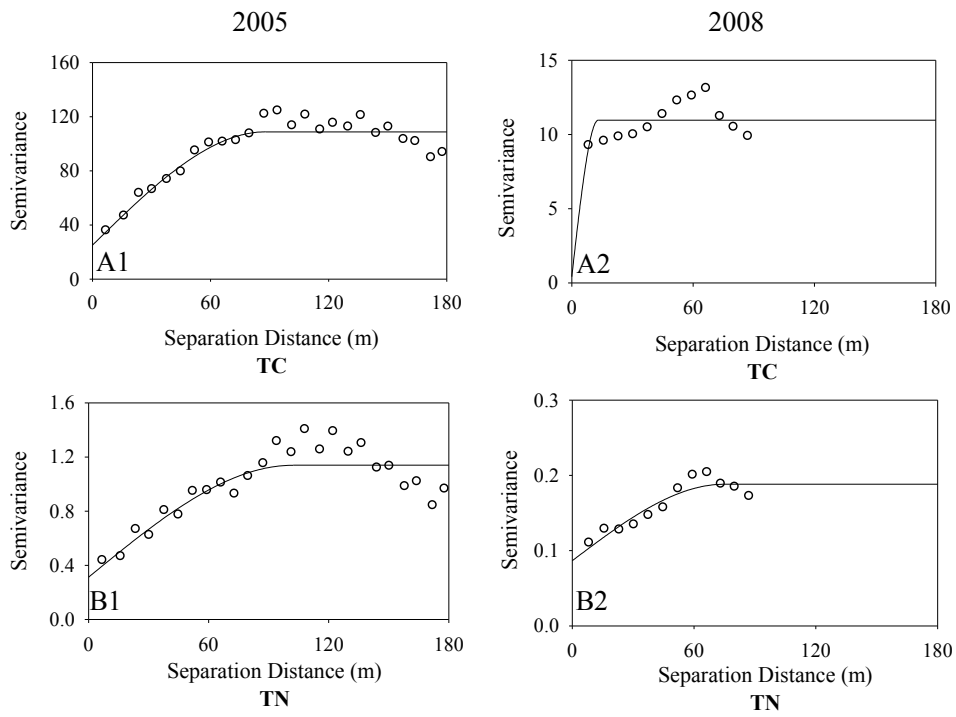 2005
2008
Semivariance
160
120
80
40
0
A1
0 60 120 180
Separation Distance (m)
TC
Semivariance
15
10
5
0
A2
0 60 120 180
Separation Distance (m)
TC
Semivariance
1.6
1.2
0.8
0.4
0.0
B1
0 60 120 180
Separation Distance (m)
TN
Semivariance
0.3
0.2
0.1
0.0
B2
0 60 120 180
Separation Distance (m)
TN